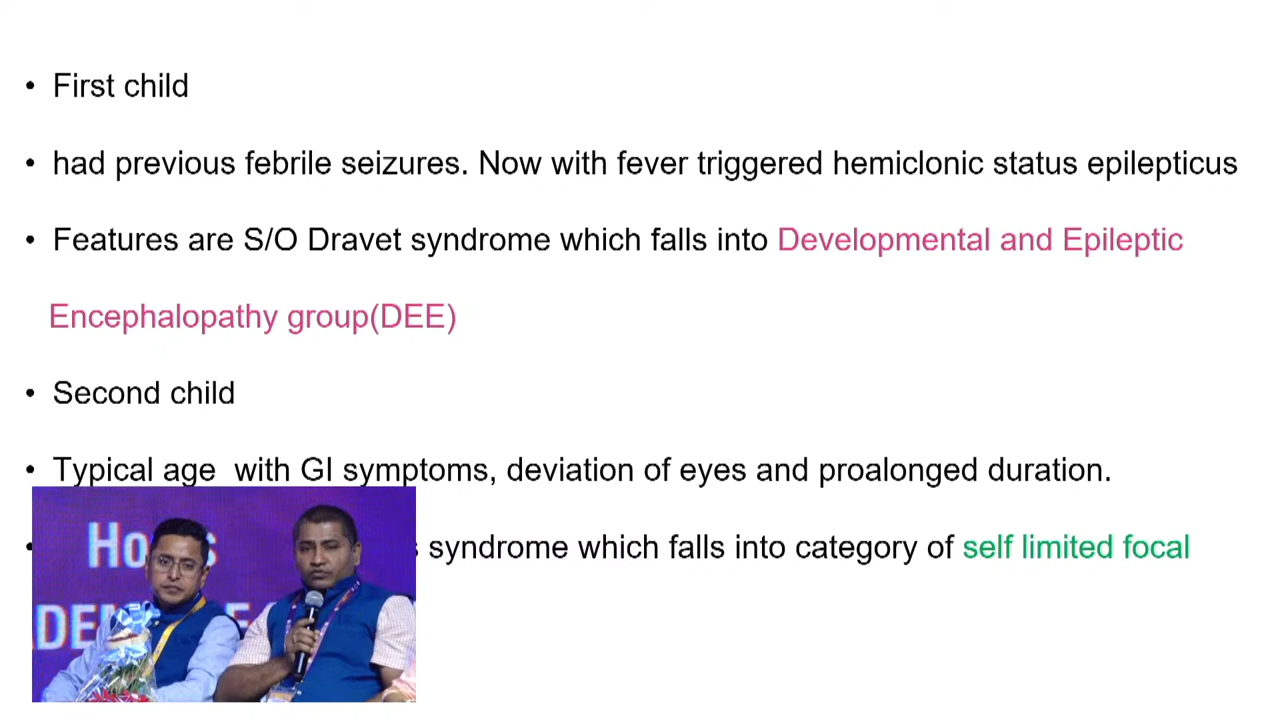 • First child
• had previous febrile seizures. Now with fever triggered hemiclonic status epilepticus
• Features are S/O Dravet syndrome which falls into Developmental and Epileptic
Encephalopathy group(DEE)
• Second child
• Typical age with GI symptoms, deviation of eyes and proalonged duration.
• syndrome which falls into category of self limited focal